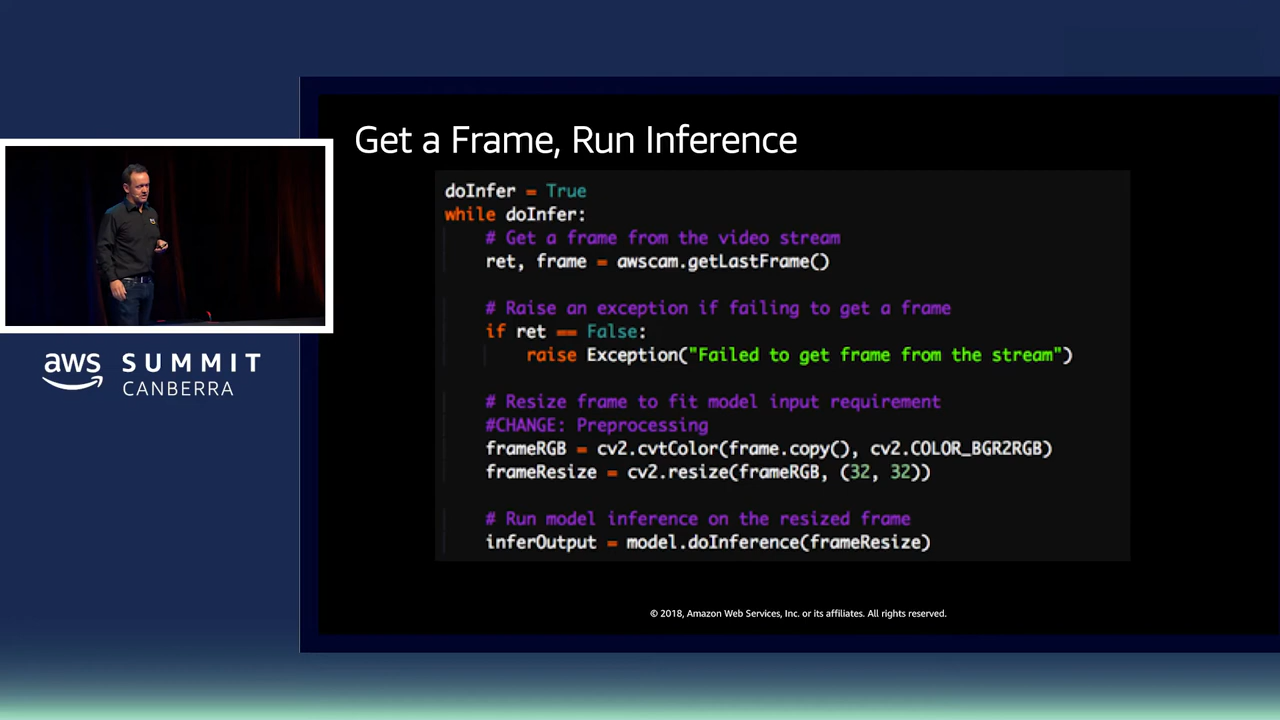 Get a Frame, Run Inference
doInfer = True
while doInfer:
# Get a frame from the video stream
ret, frame = awscam.getLastFrame()
# Raise an exception if failing to get a frame
if ret == False:
raise Exception("Failed to get frame from the stream")
# Resize frame to fit model input requirement
#CHANGE: Preprocessing
frameRGB = cv2.cvtColor(frame.copy(), cv2.COLOR_BGR2RGB)
frameResize = cv2.resize(frameRGB, (32, 32))
# Run model inference on the resized frame
inferOutput = model.doInference(frameResize)
© 2018, Amazon Web Services, Inc. or its affiliates. All rights reserved.
aws SUMMIT
CANBERRA